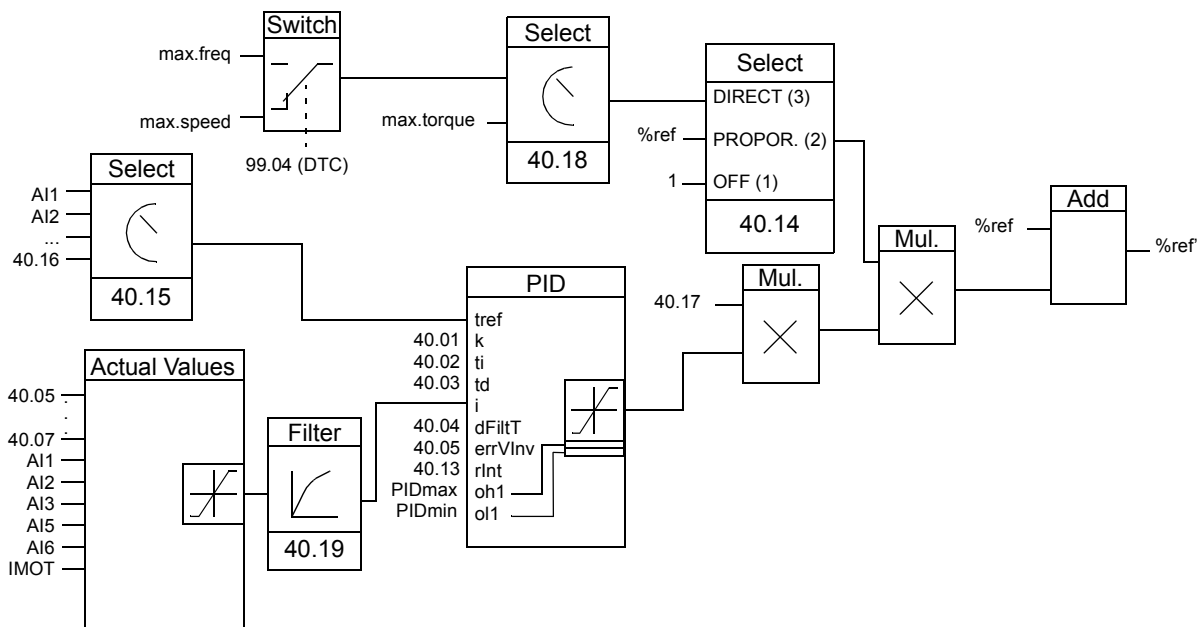 Switch
max.freq
max.speed
99.04 (DTC)
Select
max.torque
40.18
Select
DIRECT (3)
%ref
PROPOR. (2)
1
OFF (1)
40.14
Select
AI1
AI2
...
40.16
40.15
Add
%ref
%ref'
Mul.
Mul.
40.17
PID
tref
40.01
k
40.02
ti
40.03
td
i
40.04
dFiltT
40.05
errVInv
40.13
rInt
PIDmax
oh1
PIDmin
ol1
Actual Values
40.05
.
.
40.07
AI1
AI2
AI3
AI5
AI6
IMOT
Filter
40.19